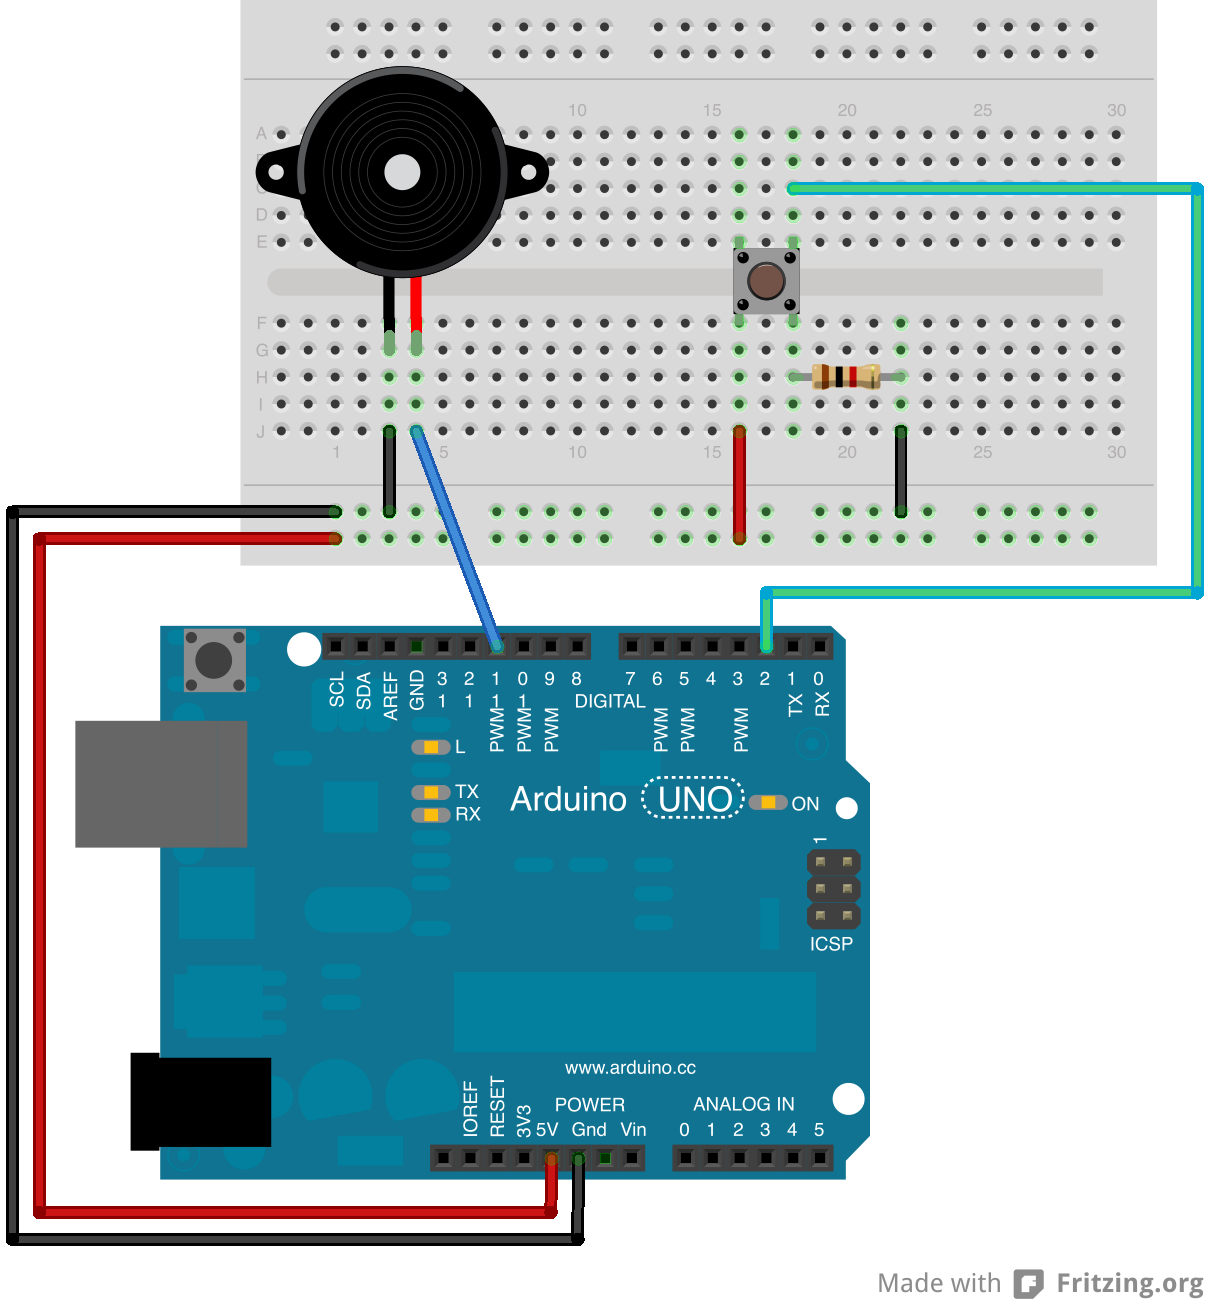 10 15 20 25 30
A
D
E
F
G
H
I
J
1 5 10 15 20 25 30
SCL SDA AREF GND 13 12 PWM 11 PWM 10 PWM 9 8 7 PWM 6 PWM 5 4 PWM 3 2 TX 1 RX 0
DIGITAL
L
TX
RX
Arduino UNO ON
1
ICSP
www.arduino.cc
POWER ANALOG IN
IOREF RESET 3V3 5V Gnd Vin 0 1 2 3 4 5
Made with Fritzing.org